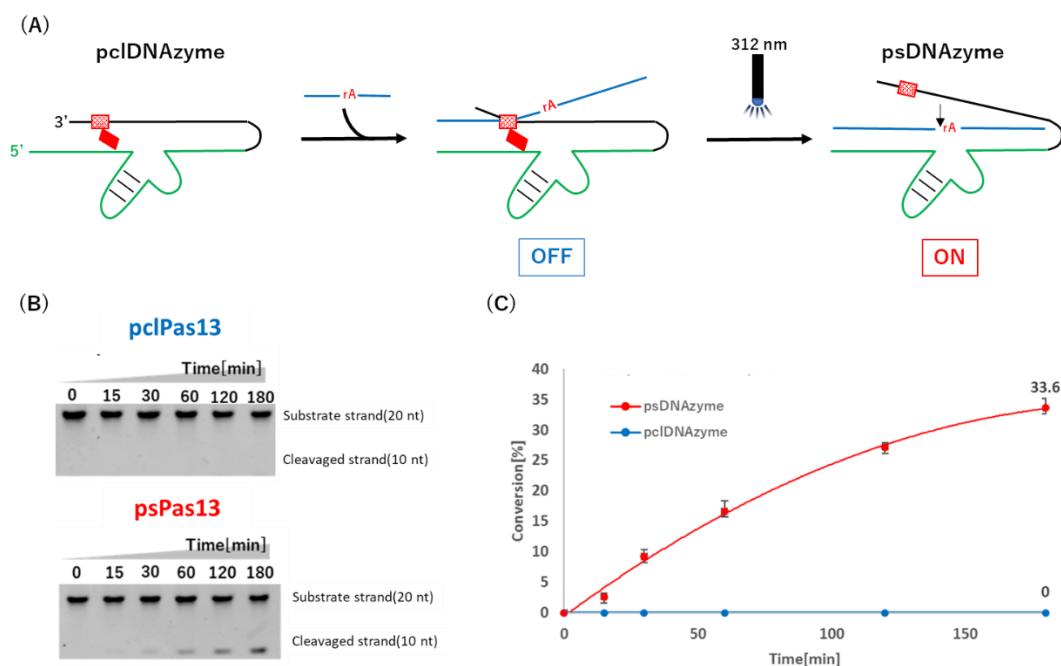 (A)
pclDNAzyme
312 nm
psDNAzyme
rA
rA
3'
rA
5'
OFF
ON
(B)
pclPas13
Time[min]
0 15 30 60 120 180
Substrate strand(20 nt)
Cleavaged strand(10 nt)
psPas13
Time[min]
0 15 30 60 120 180
Substrate strand(20 nt)
Cleavaged strand(10 nt)
(C)
40
35
30
25
20
15
10
5
0
Conversion[%]
psDNAzyme
pclDNAzyme
33.6
0
0 50 100 150
Time[min]